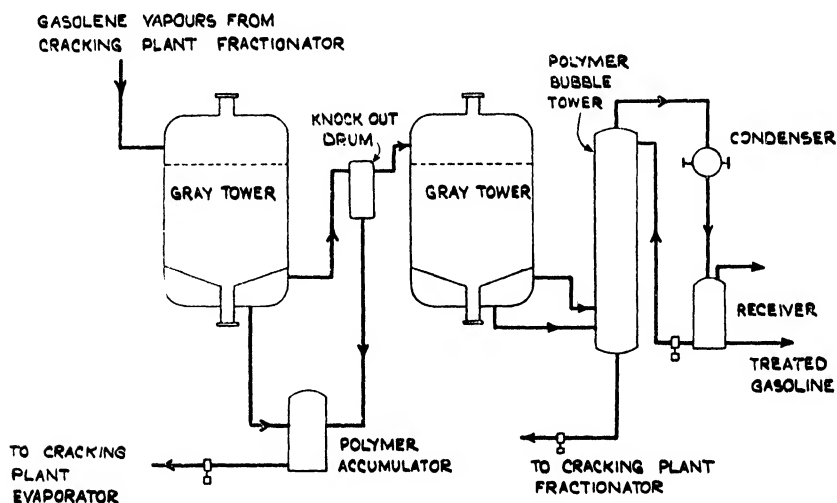 GASOLENE VAPOURS FROM
CRACKING PLANT FRACTIONATOR
POLYMER
BUBBLE
TOWER
KNOCK OUT
DRUM
CONDENSER
GRAY TOWER
GRAY TOWER
RECEIVER
TREATED
GASOLINE
POLYMER
ACCUMULATOR
TO CRACKING
PLANT
EVAPORATOR
TO CRACKING PLANT
FRACTIONATOR